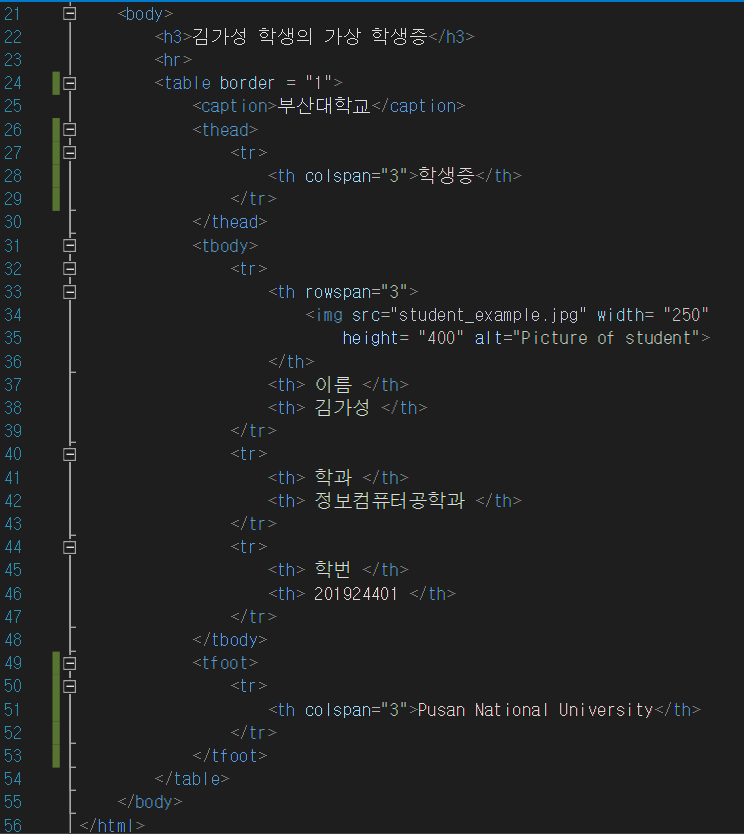 21 <body>
22 <h3>김가성 학생의 가상 학생증</h3>
23 <hr>
24 <table border = "1">
25 <caption>부산대학교</caption>
26 <thead>
27 <tr>
28 <th colspan="3">학생증</th>
29 </tr>
30 </thead>
31 <tbody>
32 <tr>
33 <th rowspan="3">
34 <img src="student_example.jpg" width= "250"
35 height= "400" alt="Picture of student">
36 </th>
37 <th> 이름 </th>
38 <th> 김가성 </th>
39 </tr>
40 <tr>
41 <th> 학과 </th>
42 <th> 정보컴퓨터공학과 </th>
43 </tr>
44 <tr>
45 <th> 학번 </th>
46 <th> 201924401 </th>
47 </tr>
48 </tbody>
49 <tfoot>
50 <tr>
51 <th colspan="3">Pusan National University</th>
52 </tr>
53 </tfoot>
54 </table>
55 </body>
56 </html>